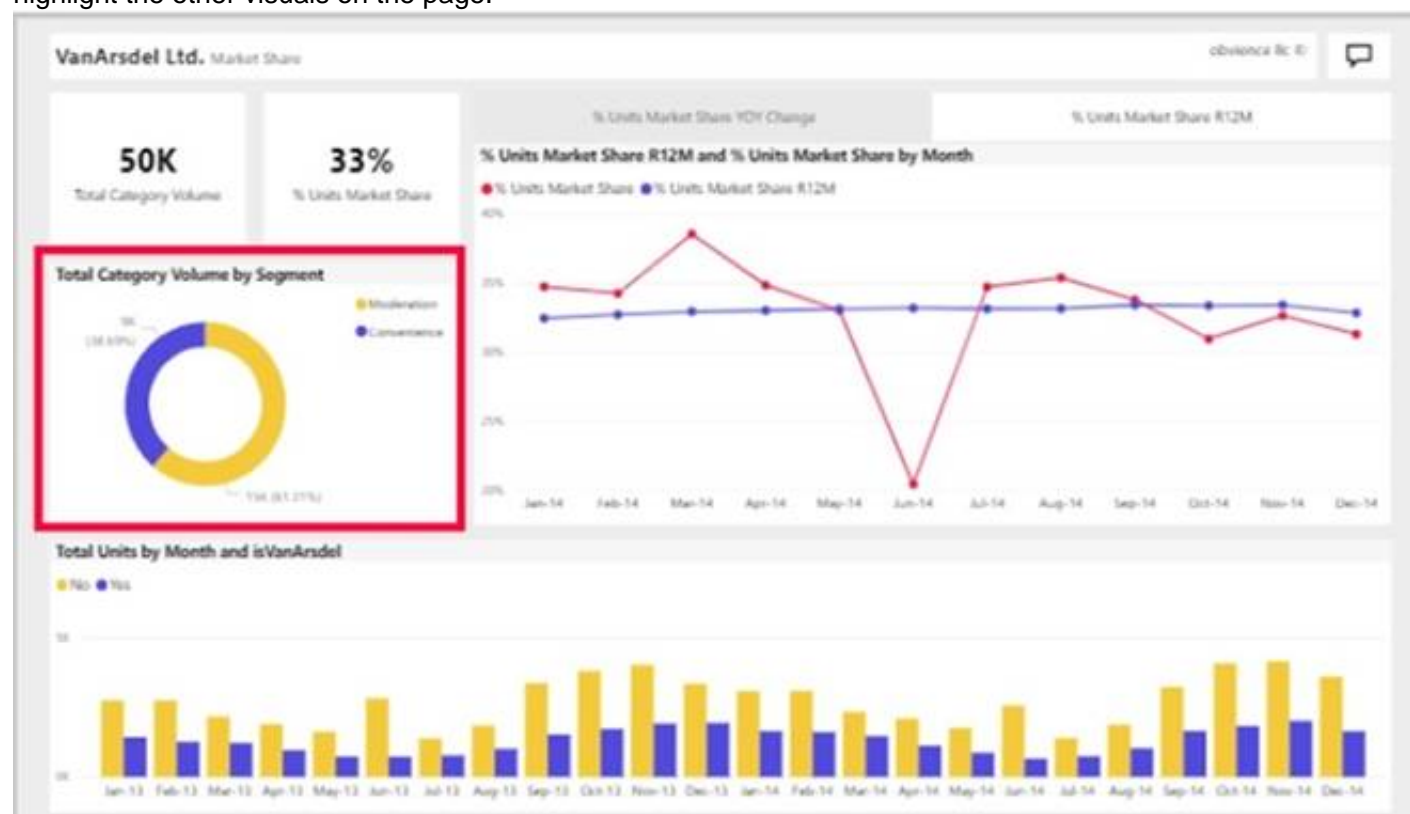 highlight the other visuals on the page.
VanArsdel Ltd. Market Share
obvience llc ©
50K
Total Category Volume
33%
% Units Market Share
% Units Market Share YOY Change
% Units Market Share R12M
% Units Market Share R12M and % Units Market Share by Month
% Units Market Share % Units Market Share R12M
40%
35%
30%
25%
20%
Jan-14 Feb-14 Mar-14 Apr-14 May-14 Jun-14 Jul-14 Aug-14 Sep-14 Oct-14 Nov-14 Dec-14
Total Category Volume by Segment
Moderation
Convenience
(61.31%)
Total Units by Month and isVanArsdel
No Yes
5K
0K
Jan-13 Feb-13 Mar-13 Apr-13 May-13 Jun-13 Jul-13 Aug-13 Sep-13 Oct-13 Nov-13 Dec-13 Jan-14 Feb-14 Mar-14 Apr-14 May-14 Jun-14 Jul-14 Aug-14 Sep-14 Oct-14 Nov-14 Dec-14